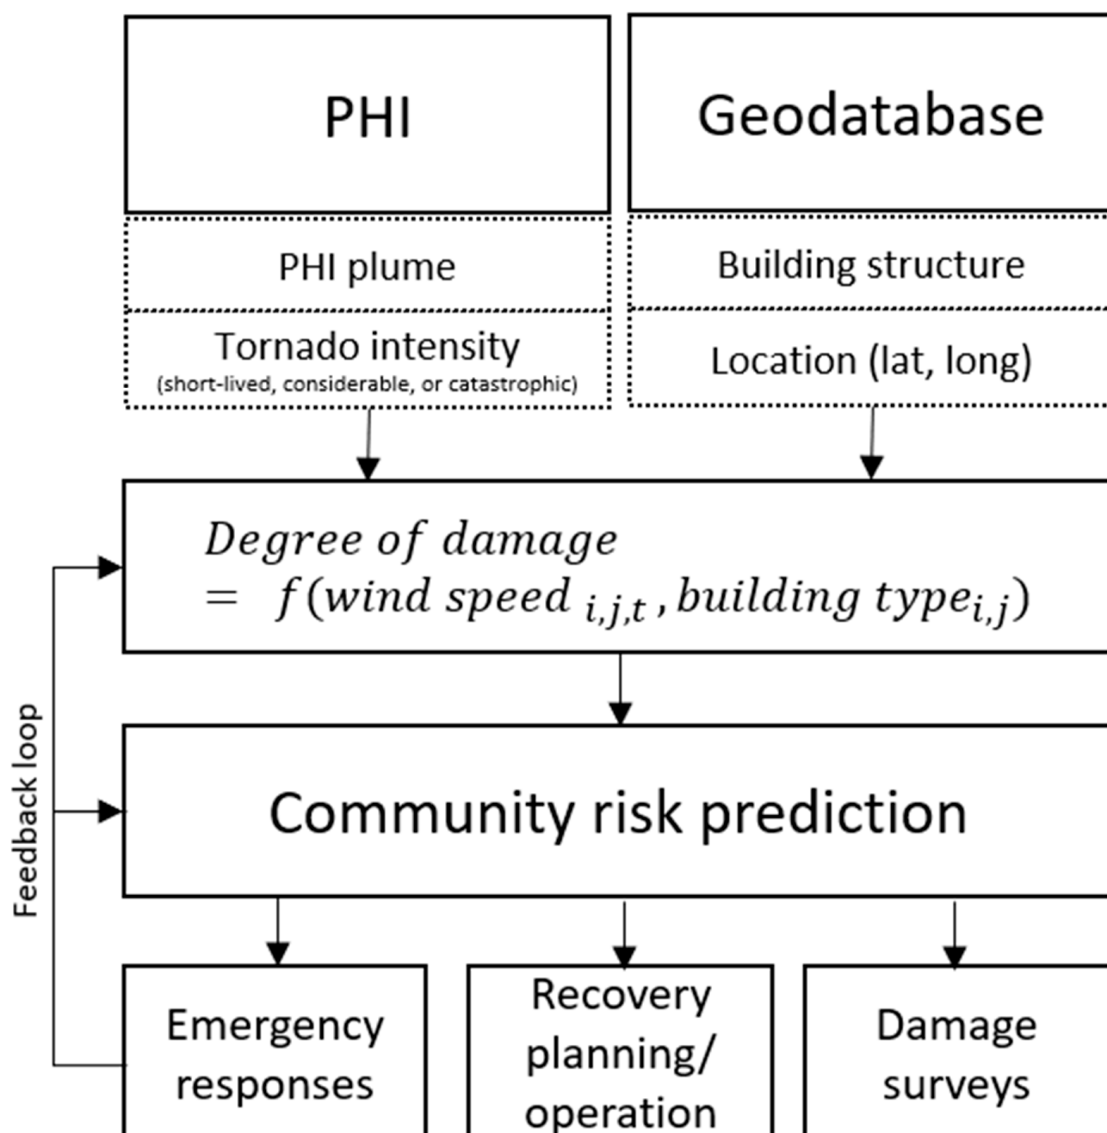 PHI
Geodatabase
PHI plume
Building structure
Tornado intensity
(short-lived, considerable, or catastrophic)
Location (lat, long)
Degree of damage
= f(wind speed i,j,t , building type i,j)
Feedback loop
Community risk prediction
Emergency
responses
Recovery
planning/
operation
Damage
surveys